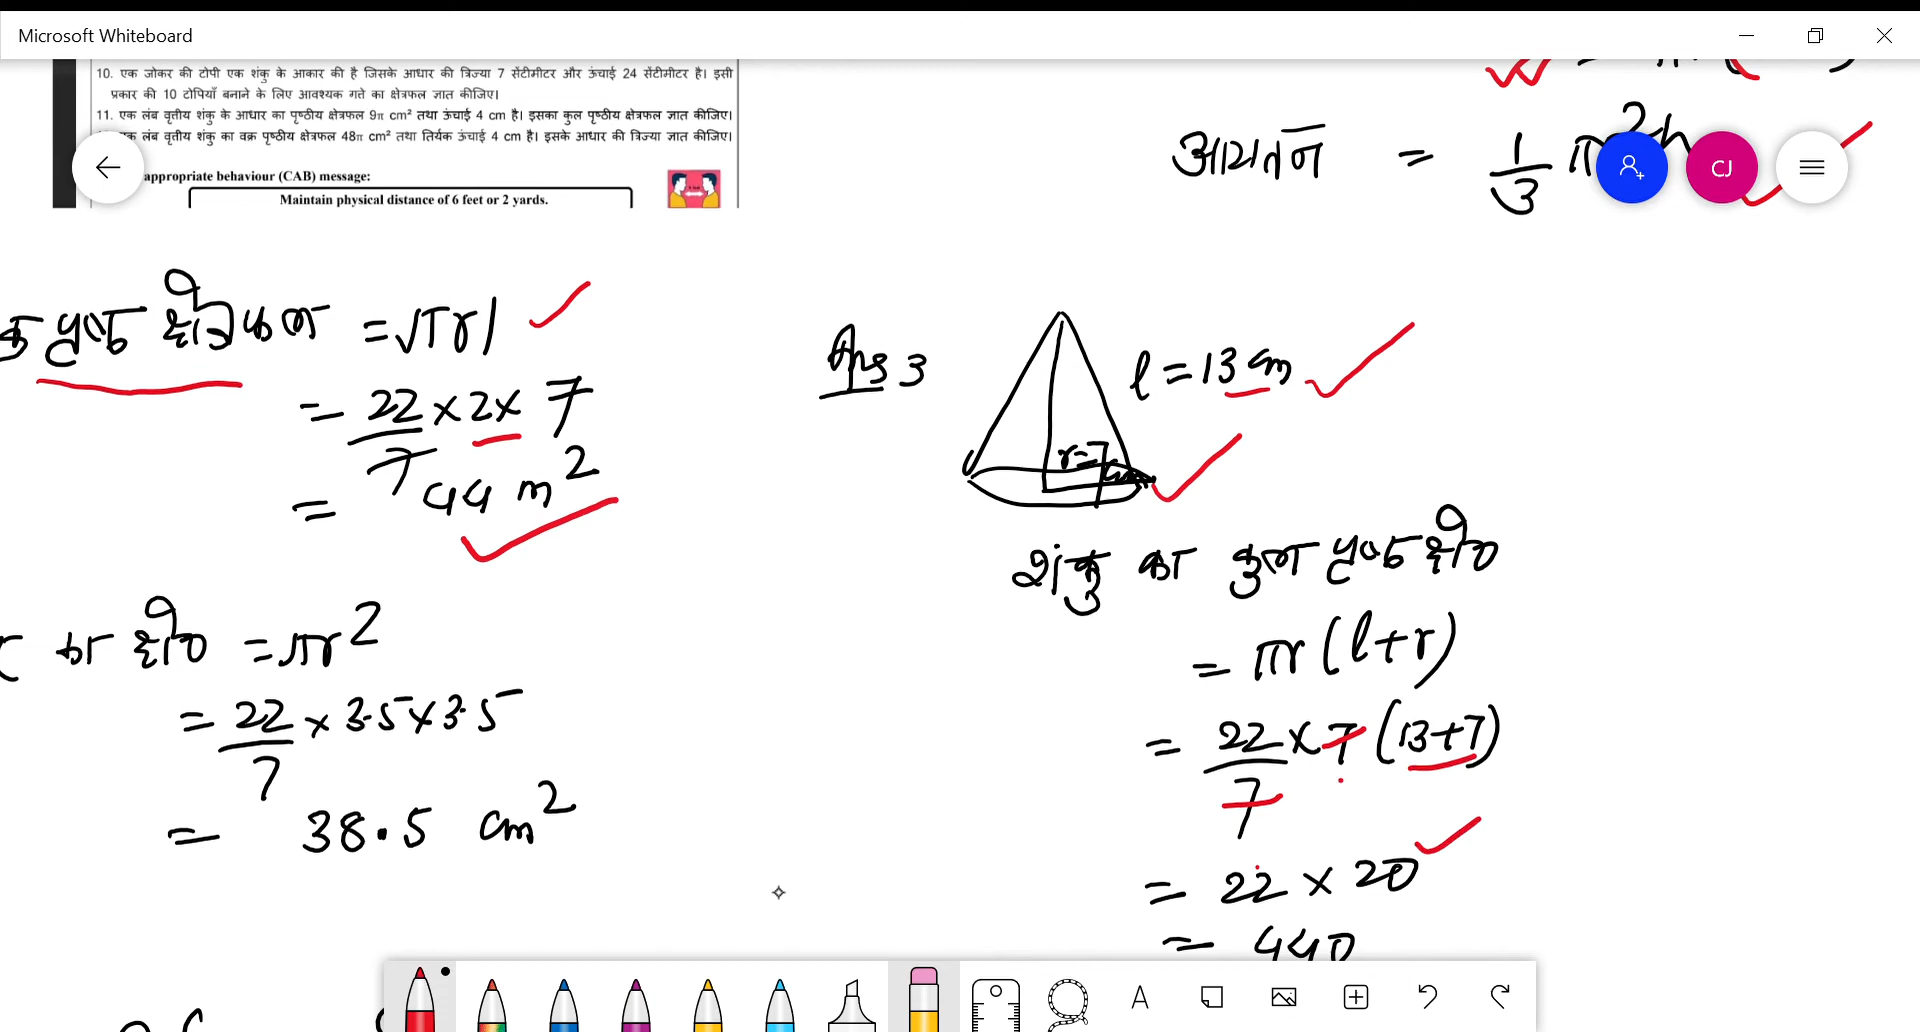 Microsoft Whiteboard
10. एक जोकर की टोपी एक शंकु के आकार की है जिसके आधार की त्रिज्या 7 सेंटीमीटर और ऊंचाई 24 सेंटीमीटर है। इसी
प्रकार की 10 टोपियाँ बनाने के लिए आवश्यक गते का क्षेत्रफल ज्ञात कीजिए।
11. एक लंब वृत्तीय शंकु के आधार का पृष्ठीय क्षेत्रफल 9π cm² तथा ऊंचाई 4 cm है। इसका कुल पृष्ठीय क्षेत्रफल ज्ञात कीजिए।
लंब वृत्तीय शंकु का वक्र पृष्ठीय क्षेत्रफल 48π cm² तथा तिर्यक ऊंचाई 4 cm है। इसके आधार की त्रिज्या ज्ञात कीजिए।
appropriate behaviour (CAB) message:
Maintain physical distance of 6 feet or 2 yards.
आयतन = 1/3 π 2h
CJ
पृष्ठ क्षेत्रफल = πrl
= 22/7 × 2 × 7
= 44 m²
का क्षे० = πr²
= 22/7 × 3.5 × 3.5
= 38.5 cm²
Ans 3
l = 13 cm
r = 7 cm
शंकु का कुल पृष्ठ क्षे०
= πr (l+r)
= 22/7 × 7 (13+7)
= 22 × 20
= 440
A